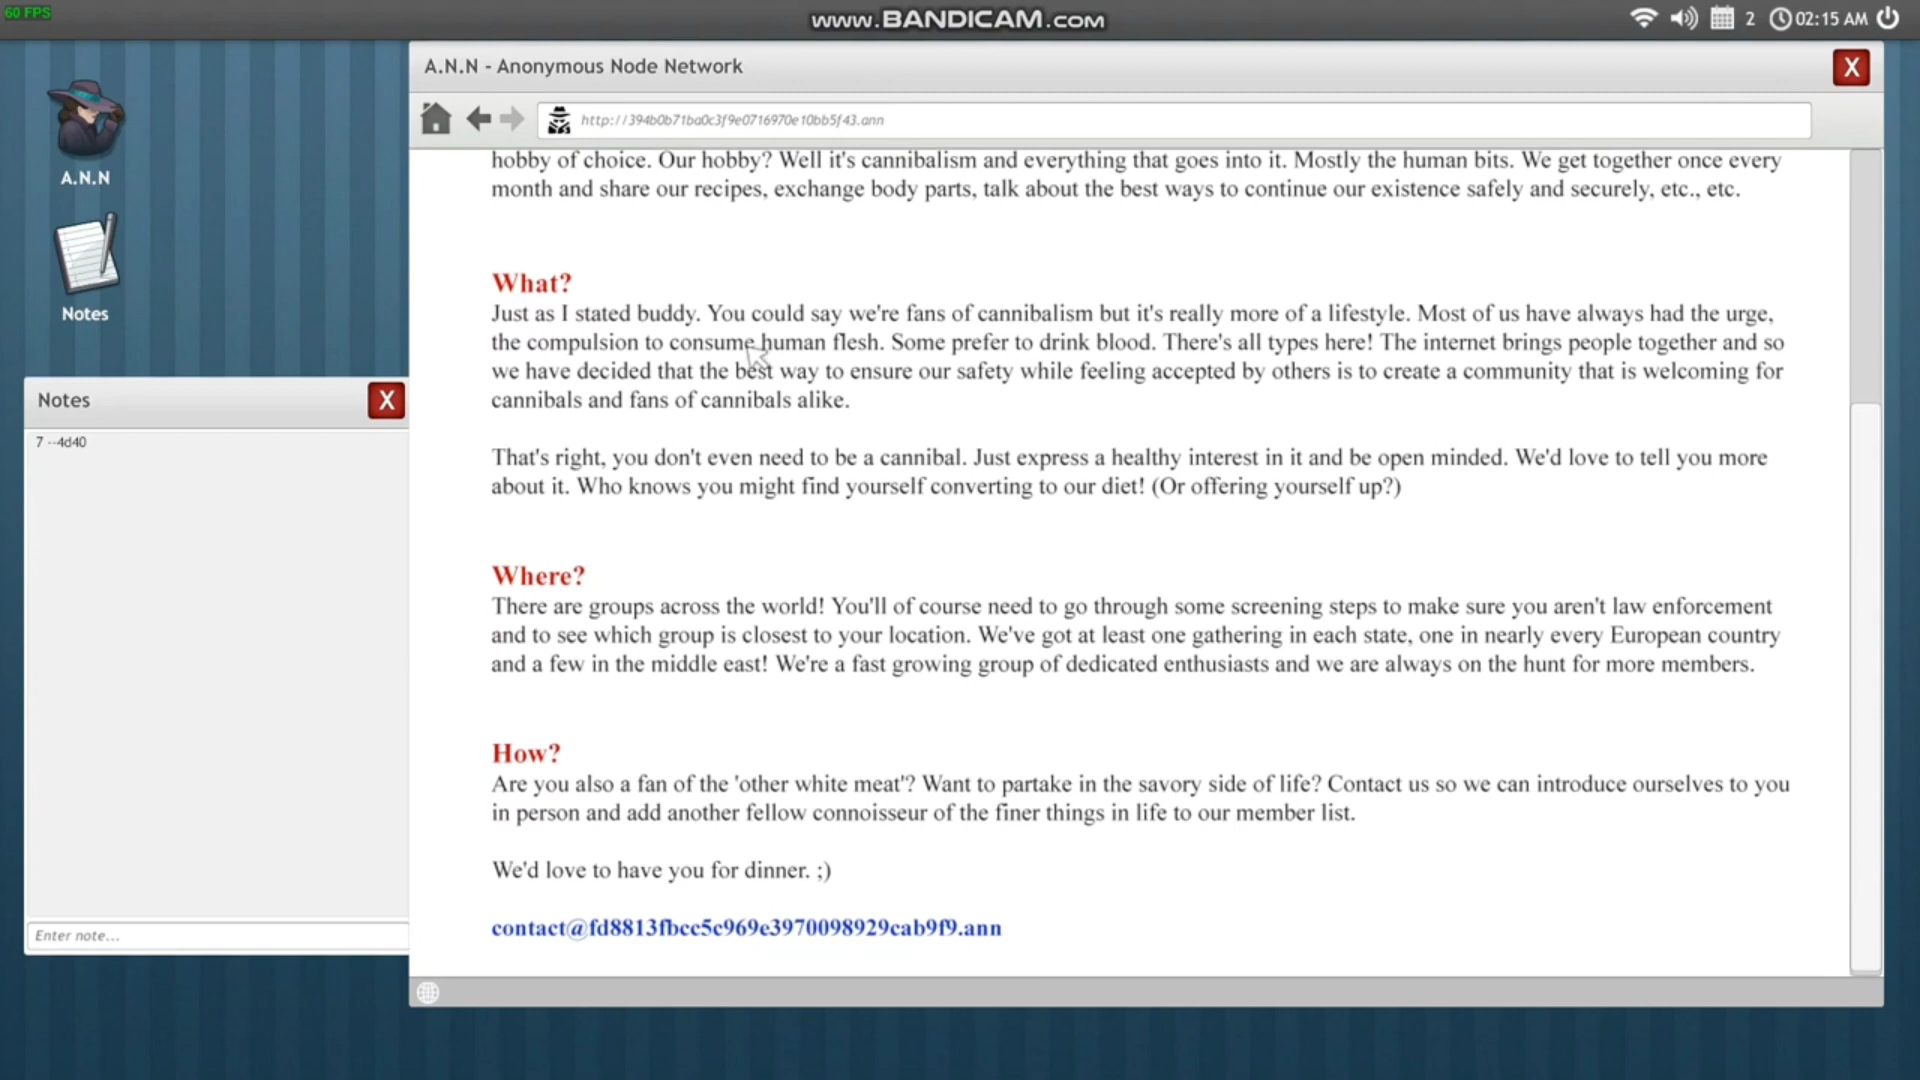 60 FPS
www.BANDICAM.com
2
02:15 AM
A.N.N
Notes
Notes
X
7 --4d40
Enter note...
A.N.N - Anonymous Node Network
X
http://394b0b71ba0c3f9e0716970e10bb5f43.ann
hobby of choice. Our hobby? Well it's cannibalism and everything that goes into it. Mostly the human bits. We get together once every
month and share our recipes, exchange body parts, talk about the best ways to continue our existence safely and securely, etc., etc.
What?
Just as I stated buddy. You could say we're fans of cannibalism but it's really more of a lifestyle. Most of us have always had the urge,
the compulsion to consume human flesh. Some prefer to drink blood. There's all types here! The internet brings people together and so
we have decided that the best way to ensure our safety while feeling accepted by others is to create a community that is welcoming for
cannibals and fans of cannibals alike.
That's right, you don't even need to be a cannibal. Just express a healthy interest in it and be open minded. We'd love to tell you more
about it. Who knows you might find yourself converting to our diet! (Or offering yourself up?)
Where?
There are groups across the world! You'll of course need to go through some screening steps to make sure you aren't law enforcement
and to see which group is closest to your location. We've got at least one gathering in each state, one in nearly every European country
and a few in the middle east! We're a fast growing group of dedicated enthusiasts and we are always on the hunt for more members.
How?
Are you also a fan of the 'other white meat'? Want to partake in the savory side of life? Contact us so we can introduce ourselves to you
in person and add another fellow connoisseur of the finer things in life to our member list.
We'd love to have you for dinner. ;)
contact@fd8813fbcc5c969e3970098929cab9f9.ann